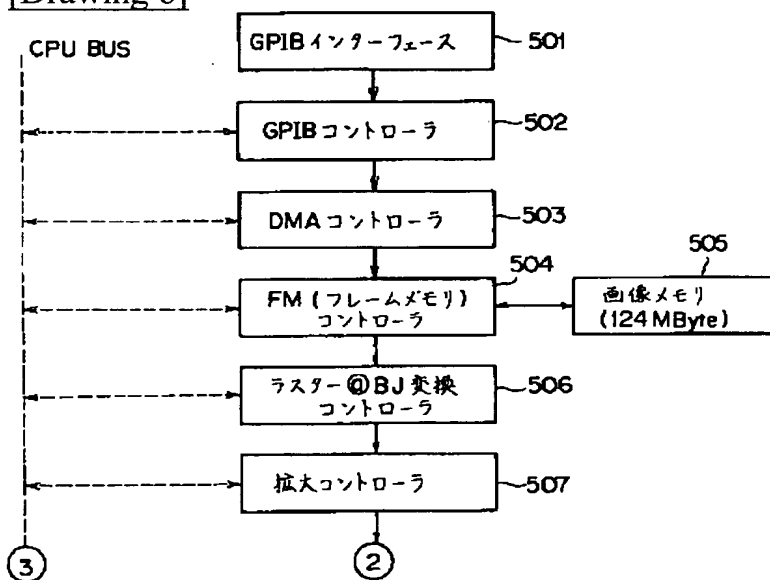 CPU BUS
GPIBインターフェース
501
GPIBコントローラ
502
DMAコントローラ
503
504
FM(フレームメモリ)
コントローラ
505
画像メモリ
(124MByte)
ラスター@BJ変換
コントローラ
506
拡大コントローラ
507
3
2